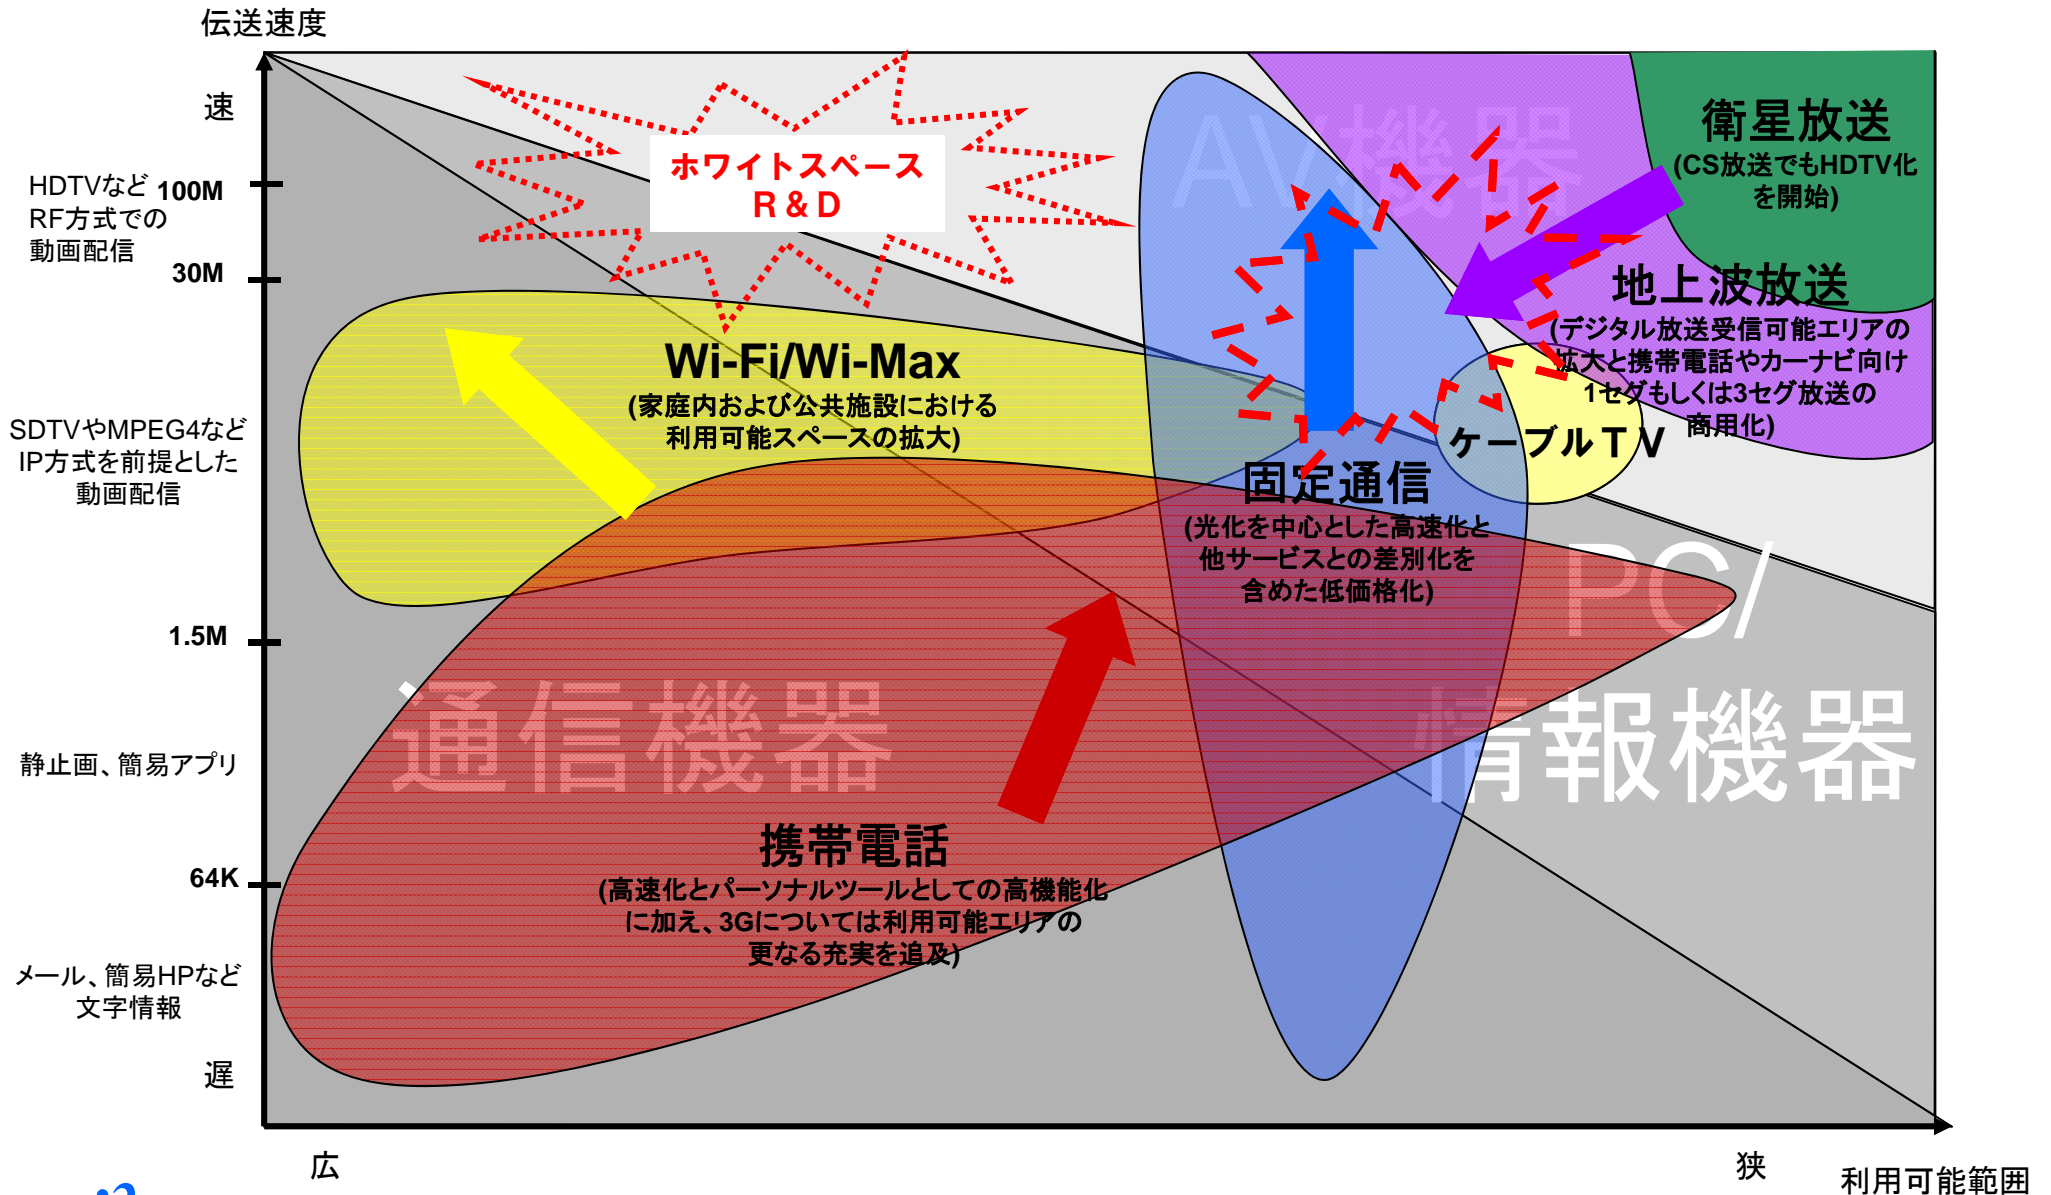 伝送速度
速
HDTVなど
RF方式での
動画配信
100M
30M
SDTVやMPEG4など
IP方式を前提とした
動画配信
1.5M
静止画、簡易アプリ
64K
メール、簡易HPなど
文字情報
遅
広
狭
利用可能範囲
ホワイトスペース
R & D
AV機器
衛星放送
(CS放送でもHDTV化
を開始)
地上波放送
(デジタル放送受信可能エリアの
拡大と携帯電話やカーナビ向け
1セグもしくは3セグ放送の
商用化)
Wi-Fi/Wi-Max
(家庭内および公共施設における
利用可能スペースの拡大)
ケーブルTV
固定通信
(光化を中心とした高速化と
他サービスとの差別化を
含めた低価格化)
PC/
情報機器
通信機器
携帯電話
(高速化とパーソナルツールとしての高機能化
に加え、3Gについては利用可能エリアの
更なる充実を追及)